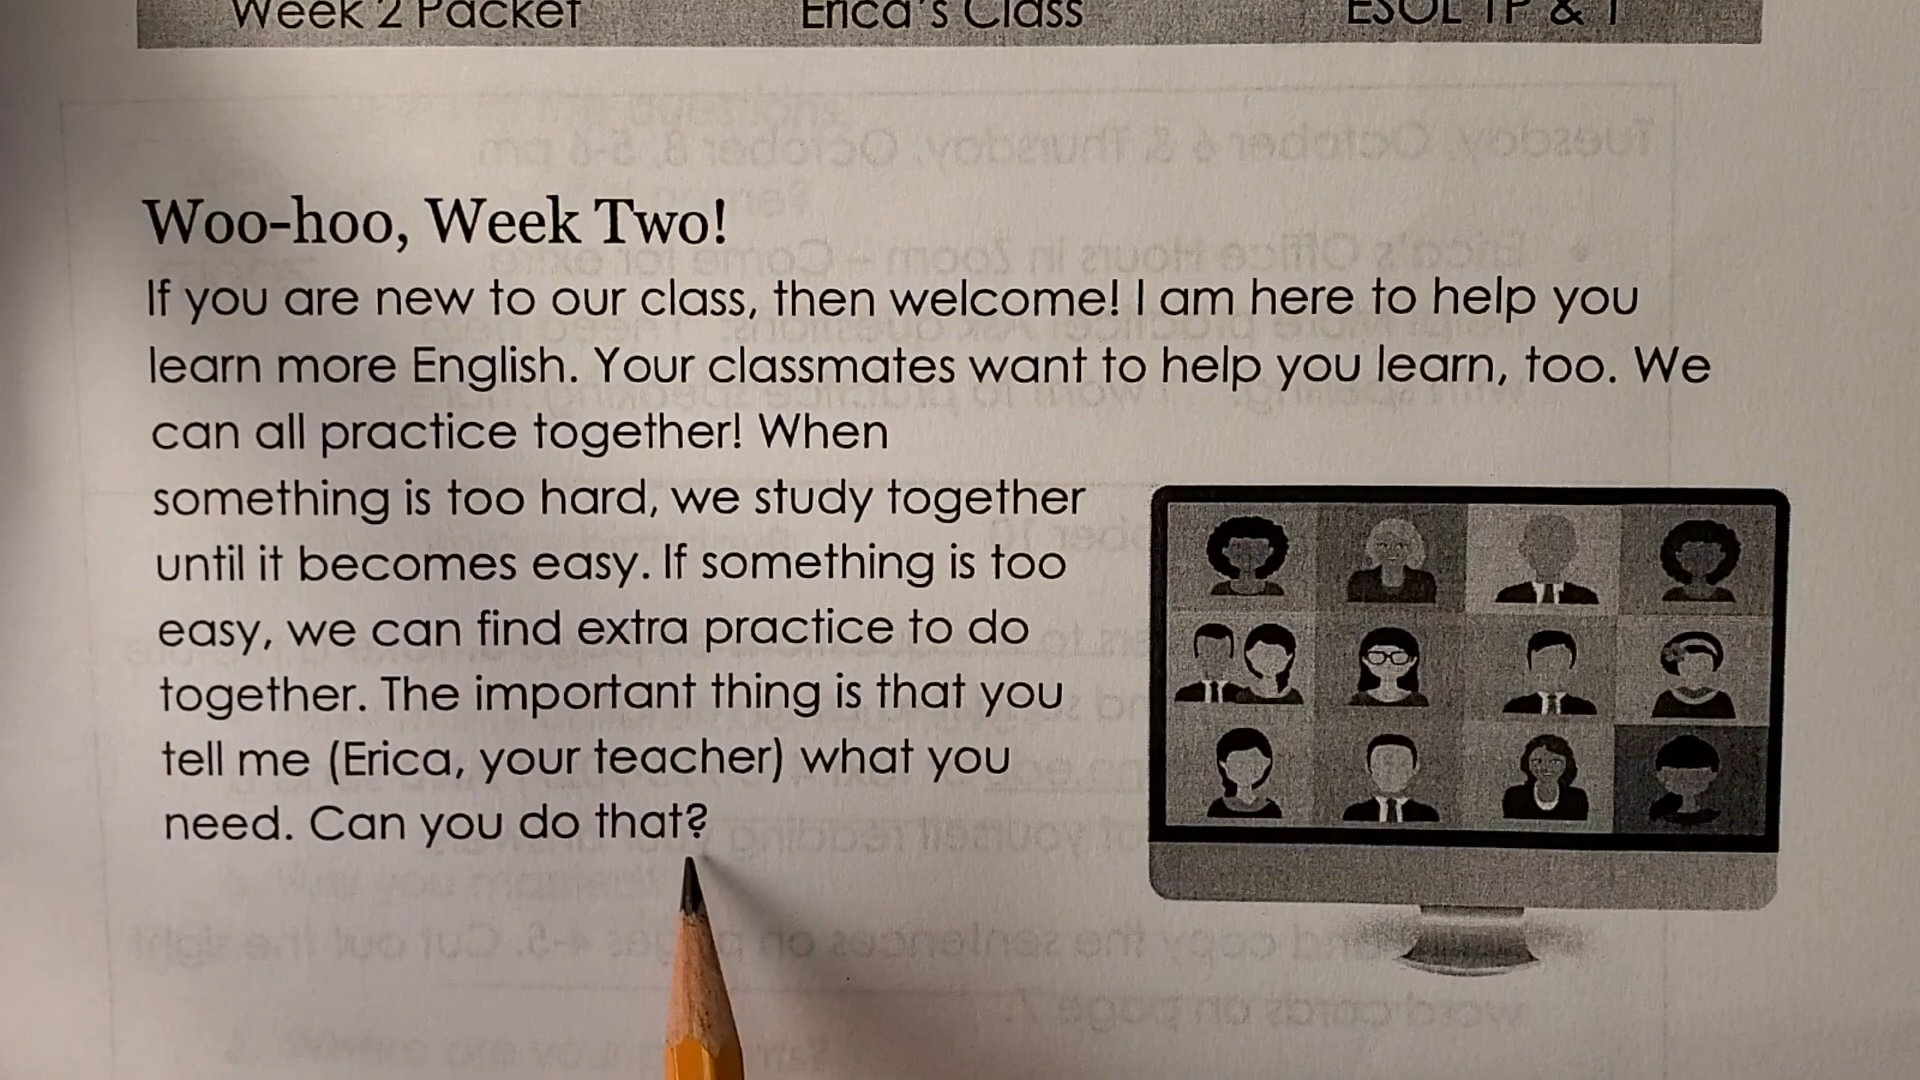 Week 2 Packet Erica's Class ESOL 1P & 1
Woo-hoo, Week Two!
If you are new to our class, then welcome! I am here to help you
learn more English. Your classmates want to help you learn, too. We
can all practice together! When
something is too hard, we study together
until it becomes easy. If something is too
easy, we can find extra practice to do
together. The important thing is that you
tell me (Erica, your teacher) what you
need. Can you do that?